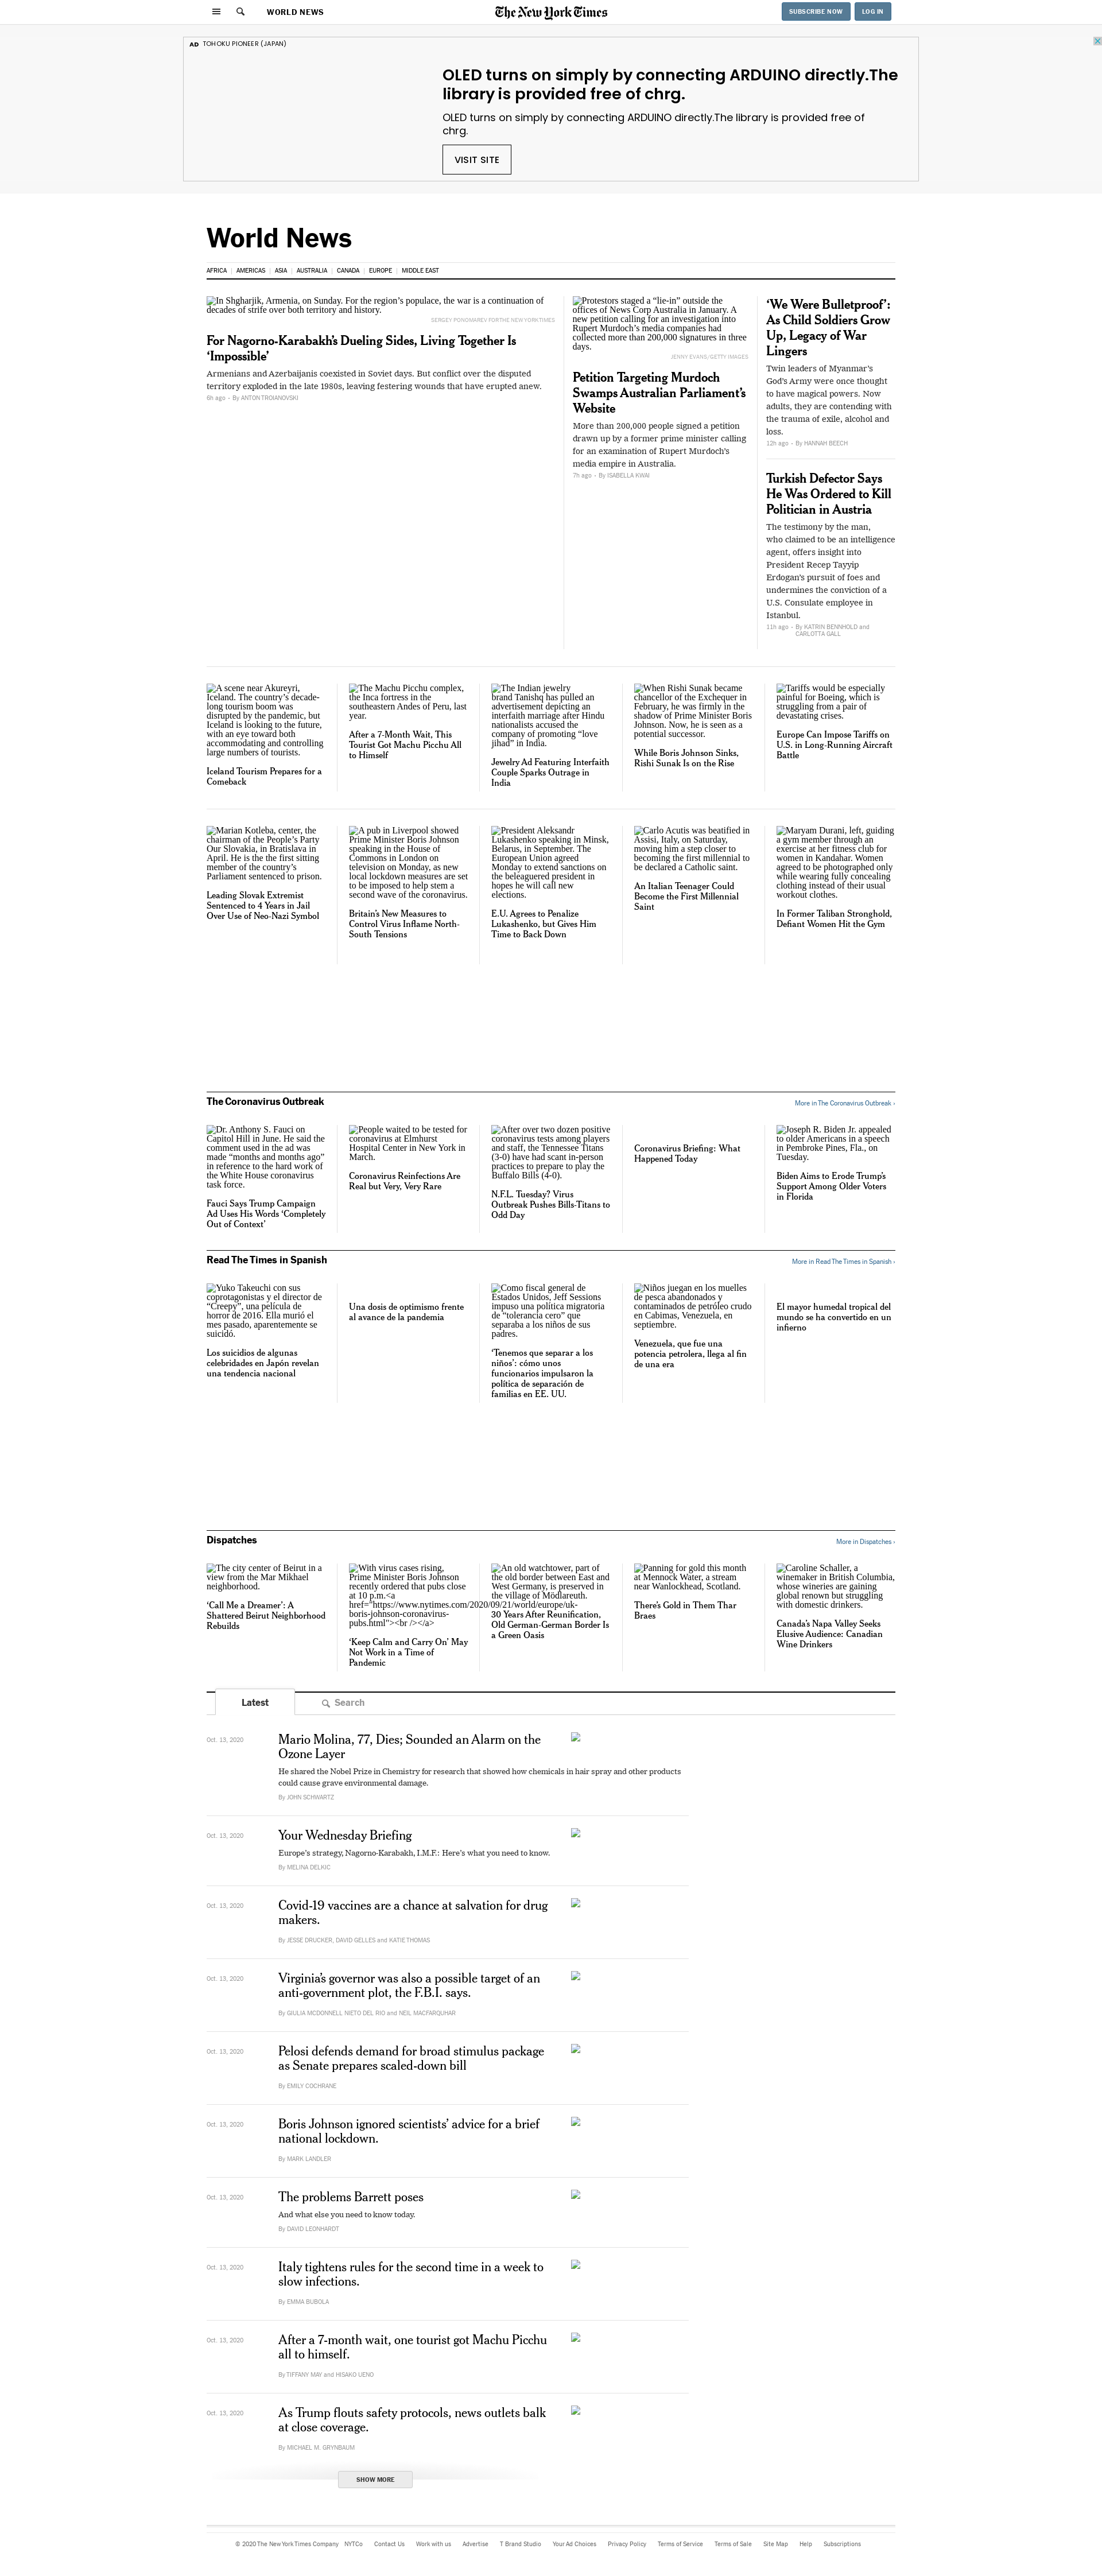 WORLD NEWS
The New York Times
SUBSCRIBE NOW
LOG IN
AD TOHOKU PIONEER (JAPAN)
OLED turns on simply by connecting ARDUINO directly.The
library is provided free of chrg.
OLED turns on simply by connecting ARDUINO directly.The library is provided free of
chrg.
VISIT SITE
World News
AFRICA | AMERICAS | ASIA | AUSTRALIA | CANADA | EUROPE | MIDDLE EAST
In Shgharjik, Armenia, on Sunday. For the region’s populace, the war is a continuation of
decades of strife over both territory and history.
SERGEY PONOMAREV FOR THE NEW YORK TIMES
For Nagorno-Karabakh’s Dueling Sides, Living Together Is
‘Impossible’
Armenians and Azerbaijanis coexisted in Soviet days. But conflict over the disputed
territory exploded in the late 1980s, leaving festering wounds that have erupted anew.
6h ago – By ANTON TROIANOVSKI
Protestors staged a “lie-in” outside the
offices of News Corp Australia in January. A
new petition calling for an investigation into
Rupert Murdoch’s media companies had
collected more than 200,000 signatures in three
days.
JENNY EVANS/GETTY IMAGES
Petition Targeting Murdoch
Swamps Australian Parliament’s
Website
More than 200,000 people signed a petition
drawn up by a former prime minister calling
for an examination of Rupert Murdoch’s
media empire in Australia.
7h ago – By ISABELLA KWAI
‘We Were Bulletproof’:
As Child Soldiers Grow
Up, Legacy of War
Lingers
Twin leaders of Myanmar’s
God’s Army were once thought
to have magical powers. Now
adults, they are contending with
the trauma of exile, alcohol and
loss.
12h ago – By HANNAH BEECH
Turkish Defector Says
He Was Ordered to Kill
Politician in Austria
The testimony by the man,
who claimed to be an intelligence
agent, offers insight into
President Recep Tayyip
Erdogan’s pursuit of foes and
undermines the conviction of a
U.S. Consulate employee in
Istanbul.
11h ago – By KATRIN BENNHOLD and
CARLOTTA GALL
A scene near Akureyri,
Iceland. The country’s decade-
long tourism boom was
disrupted by the pandemic, but
Iceland is looking to the future,
with an eye toward both
accommodating and controlling
large numbers of tourists.
Iceland Tourism Prepares for a
Comeback
The Machu Picchu complex,
the Inca fortress in the
southeastern Andes of Peru, last
year.
After a 7-Month Wait, This
Tourist Got Machu Picchu All
to Himself
The Indian jewelry
brand Tanishq has pulled an
advertisement depicting an
interfaith marriage after Hindu
nationalists accused the
company of promoting “love
jihad” in India.
Jewelry Ad Featuring Interfaith
Couple Sparks Outrage in
India
When Rishi Sunak became
chancellor of the Exchequer in
February, he was firmly in the
shadow of Prime Minister Boris
Johnson. Now, he is seen as a
potential successor.
While Boris Johnson Sinks,
Rishi Sunak Is on the Rise
Tariffs would be especially
painful for Boeing, which is
struggling from a pair of
devastating crises.
Europe Can Impose Tariffs on
U.S. in Long-Running Aircraft
Battle
Marian Kotleba, center, the
chairman of the People’s Party
Our Slovakia, in Bratislava in
April. He is the the first sitting
member of the country’s
Parliament sentenced to prison.
Leading Slovak Extremist
Sentenced to 4 Years in Jail
Over Use of Neo-Nazi Symbol
A pub in Liverpool showed
Prime Minister Boris Johnson
speaking in the House of
Commons in London on
television on Monday, as new
local lockdown measures are set
to be imposed to help stem a
second wave of the coronavirus.
Britain’s New Measures to
Control Virus Inflame North-
South Tensions
President Aleksandr
Lukashenko speaking in Minsk,
Belarus, in September. The
European Union agreed
Monday to extend sanctions on
the beleaguered president in
hopes he will call new
elections.
E.U. Agrees to Penalize
Lukashenko, but Gives Him
Time to Back Down
Carlo Acutis was beatified in
Assisi, Italy, on Saturday,
moving him a step closer to
becoming the first millennial to
be declared a Catholic saint.
An Italian Teenager Could
Become the First Millennial
Saint
Maryam Durani, left, guiding
a gym member through an
exercise at her fitness club for
women in Kandahar. Women
agreed to be photographed only
while wearing fully concealing
clothing instead of their usual
workout clothes.
In Former Taliban Stronghold,
Defiant Women Hit the Gym
The Coronavirus Outbreak
More in The Coronavirus Outbreak ›
Dr. Anthony S. Fauci on
Capitol Hill in June. He said the
comment used in the ad was
made “months and months ago”
in reference to the hard work of
the White House coronavirus
task force.
Fauci Says Trump Campaign
Ad Uses His Words ‘Completely
Out of Context’
People waited to be tested for
coronavirus at Elmhurst
Hospital Center in New York in
March.
Coronavirus Reinfections Are
Real but Very, Very Rare
After over two dozen positive
coronavirus tests among players
and staff, the Tennessee Titans
(3-0) have had scant in-person
practices to prepare to play the
Buffalo Bills (4-0).
N.F.L. Tuesday? Virus
Outbreak Pushes Bills-Titans to
Odd Day
Coronavirus Briefing: What
Happened Today
Joseph R. Biden Jr. appealed
to older Americans in a speech
in Pembroke Pines, Fla., on
Tuesday.
Biden Aims to Erode Trump’s
Support Among Older Voters
in Florida
Read The Times in Spanish
More in Read The Times in Spanish ›
Yuko Takeuchi con sus
coprotagonistas y el director de
“Creepy”, una película de
horror de 2016. Ella murió el
mes pasado, aparentemente se
suicidó.
Los suicidios de algunas
celebridades en Japón revelan
una tendencia nacional
Una dosis de optimismo frente
al avance de la pandemia
Como fiscal general de
Estados Unidos, Jeff Sessions
impuso una política migratoria
de “tolerancia cero” que
separaba a los niños de sus
padres.
‘Tenemos que separar a los
niños’: cómo unos
funcionarios impulsaron la
política de separación de
familias en EE. UU.
Niños juegan en los muelles
de pesca abandonados y
contaminados de petróleo crudo
en Cabimas, Venezuela, en
septiembre.
Venezuela, que fue una
potencia petrolera, llega al fin
de una era
El mayor humedal tropical del
mundo se ha convertido en un
infierno
Dispatches
More in Dispatches ›
The city center of Beirut in a
view from the Mar Mikhael
neighborhood.
‘Call Me a Dreamer’: A
Shattered Beirut Neighborhood
Rebuilds
With virus cases rising,
Prime Minister Boris Johnson
recently ordered that pubs close
at 10 p.m.<a
href="https://www.nytimes.com/2020/09/21/world/europe/uk-
boris-johnson-coronavirus-
pubs.html"><br /></a>
‘Keep Calm and Carry On’ May
Not Work in a Time of
Pandemic
An old watchtower, part of
the old border between East and
West Germany, is preserved in
the village of Mödlareuth.
30 Years After Reunification,
Old German-German Border Is
a Green Oasis
Panning for gold this month
at Mennock Water, a stream
near Wanlockhead, Scotland.
There’s Gold in Them Thar
Braes
Caroline Schaller, a
winemaker in British Columbia,
whose wineries are gaining
global renown but struggling
with domestic drinkers.
Canada’s Napa Valley Seeks
Elusive Audience: Canadian
Wine Drinkers
Latest
Search
Oct. 13, 2020
Mario Molina, 77, Dies; Sounded an Alarm on the
Ozone Layer
He shared the Nobel Prize in Chemistry for research that showed how chemicals in hair spray and other products
could cause grave environmental damage.
By JOHN SCHWARTZ
Oct. 13, 2020
Your Wednesday Briefing
Europe’s strategy, Nagorno-Karabakh, I.M.F.: Here’s what you need to know.
By MELINA DELKIC
Oct. 13, 2020
Covid-19 vaccines are a chance at salvation for drug
makers.
By JESSE DRUCKER, DAVID GELLES and KATIE THOMAS
Oct. 13, 2020
Virginia’s governor was also a possible target of an
anti-government plot, the F.B.I. says.
By GIULIA MCDONNELL NIETO DEL RIO and NEIL MACFARQUHAR
Oct. 13, 2020
Pelosi defends demand for broad stimulus package
as Senate prepares scaled-down bill
By EMILY COCHRANE
Oct. 13, 2020
Boris Johnson ignored scientists’ advice for a brief
national lockdown.
By MARK LANDLER
Oct. 13, 2020
The problems Barrett poses
And what else you need to know today.
By DAVID LEONHARDT
Oct. 13, 2020
Italy tightens rules for the second time in a week to
slow infections.
By EMMA BUBOLA
Oct. 13, 2020
After a 7-month wait, one tourist got Machu Picchu
all to himself.
By TIFFANY MAY and HISAKO UENO
Oct. 13, 2020
As Trump flouts safety protocols, news outlets balk
at close coverage.
By MICHAEL M. GRYNBAUM
SHOW MORE
© 2020 The New York Times Company NYTCo Contact Us Work with us Advertise T Brand Studio Your Ad Choices Privacy Policy Terms of Service Terms of Sale Site Map Help Subscriptions